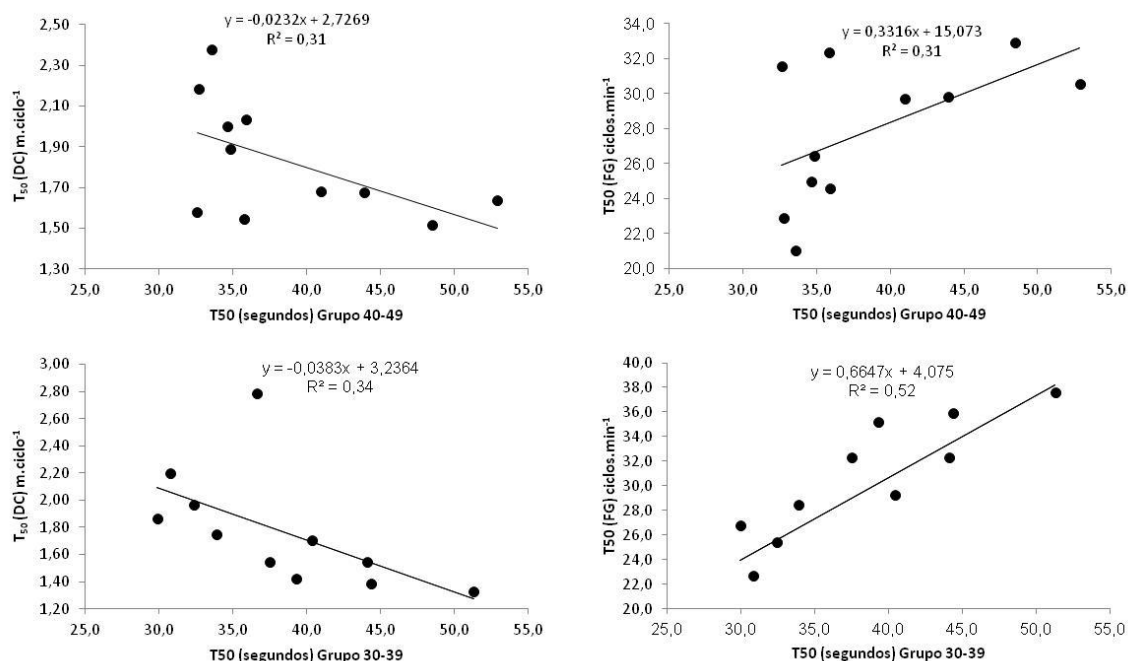 y = -0,0232x + 2,7269
R² = 0,31
2,50
2,30
2,10
1,90
1,70
1,50
1,30
T₅₀ (DC) m.ciclo⁻¹
25,0 30,0 35,0 40,0 45,0 50,0 55,0
T50 (segundos) Grupo 40-49
y = 0,3316x + 15,073
R² = 0,31
34,0
32,0
30,0
28,0
26,0
24,0
22,0
20,0
T50 (FG) ciclos.min⁻¹
25,0 30,0 35,0 40,0 45,0 50,0 55,0
T50 (segundos) Grupo 40-49
y = -0,0383x + 3,2364
R² = 0,34
3,00
2,80
2,60
2,40
2,20
2,00
1,80
1,60
1,40
1,20
T₅₀ (DC) m.ciclo⁻¹
25,0 30,0 35,0 40,0 45,0 50,0 55,0
T50 (segundos) Grupo 30-39
y = 0,6647x + 4,075
R² = 0,52
40,0
38,0
36,0
34,0
32,0
30,0
28,0
26,0
24,0
22,0
20,0
T50 (FG) ciclos.min⁻¹
25,0 30,0 35,0 40,0 45,0 50,0 55,0
T50 (segundos) Grupo 30-39